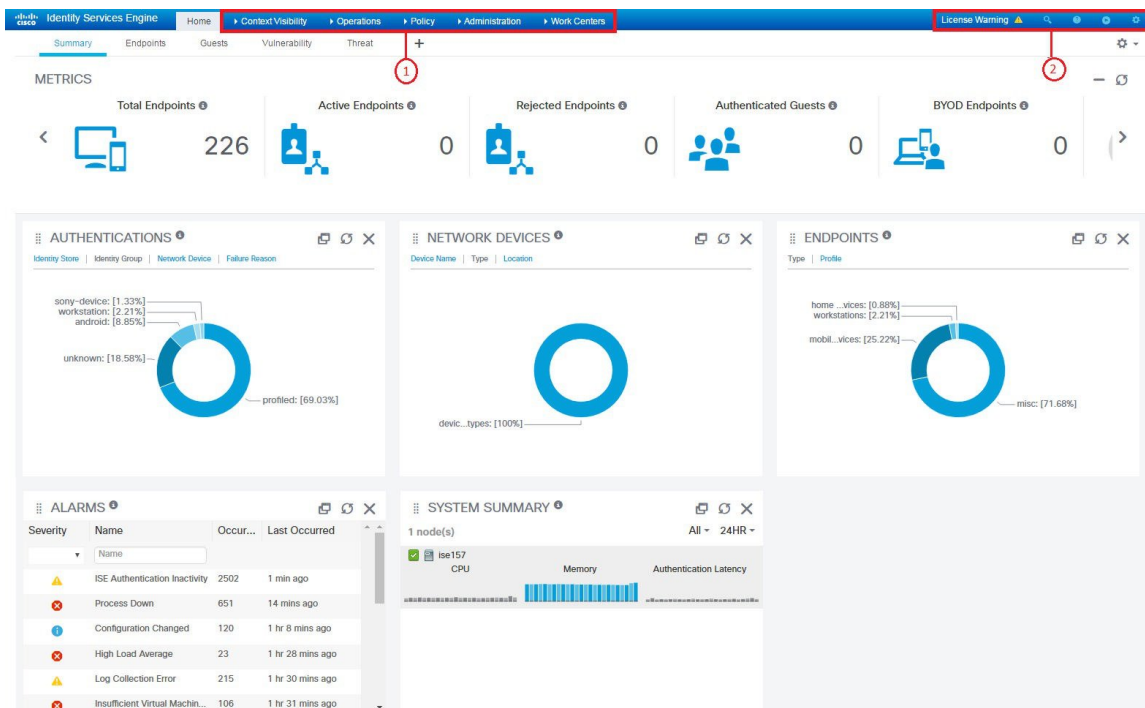 cisco Identity Services Engine Home Context Visibility Operations Policy Administration Work Centers License Warning
1
2
Summary Endpoints Guests Vulnerability Threat +
METRICS
Total Endpoints Active Endpoints Rejected Endpoints Authenticated Guests BYOD Endpoints
226 0 0 0 0
AUTHENTICATIONS
Identity Store | Identity Group | Network Device | Failure Reason
sony-device: [1.33%]
workstation: [2.21%]
android: [8.85%]
unknown: [18.58%]
profiled: [69.03%]
NETWORK DEVICES
Device Name | Type | Location
devic...types: [100%]
ENDPOINTS
Type | Profile
home ...vices: [0.88%]
workstations: [2.21%]
mobil...vices: [25.22%]
misc: [71.68%]
ALARMS
Severity Name Occur... Last Occurred
Name
ISE Authentication Inactivity 2502 1 min ago
Process Down 651 14 mins ago
Configuration Changed 120 1 hr 8 mins ago
High Load Average 23 1 hr 28 mins ago
Log Collection Error 215 1 hr 30 mins ago
Insufficient Virtual Machin... 106 1 hr 31 mins ago
SYSTEM SUMMARY
1 node(s) All 24HR
ise157
CPU Memory Authentication Latency